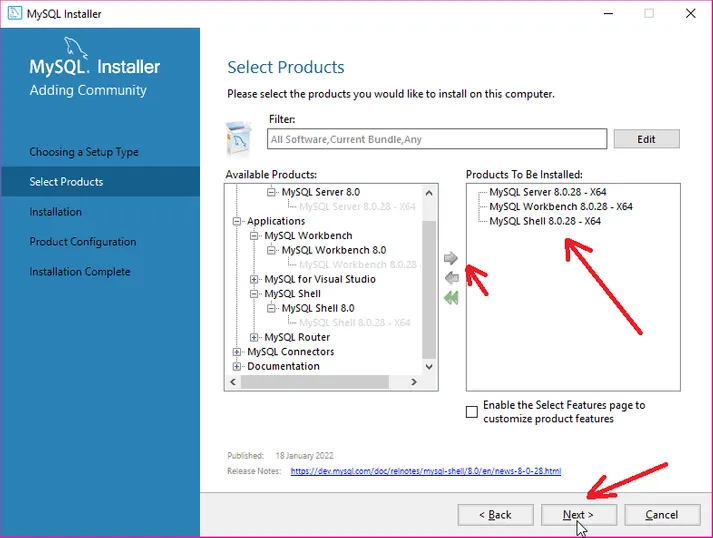 MySQL Installer
MySQL. Installer
Adding Community
Choosing a Setup Type
Select Products
Installation
Product Configuration
Installation Complete
Select Products
Please select the products you would like to install on this computer.
Filter:
All Software,Current Bundle,Any
Edit
Available Products:
MySQL Server 8.0
MySQL Server 8.0.28 - X64
Applications
MySQL Workbench
MySQL Workbench 8.0
MySQL Workbench 8.0.28
MySQL for Visual Studio
MySQL Shell
MySQL Shell 8.0
MySQL Shell 8.0.28 - X64
MySQL Router
MySQL Connectors
Documentation
Products To Be Installed:
MySQL Server 8.0.28 - X64
MySQL Workbench 8.0.28 - X64
MySQL Shell 8.0.28 - X64
Enable the Select Features page to
customize product features
Published: 18 January 2022
Release Notes: https://dev.mysql.com/doc/relnotes/mysql-shell/8.0/en/news-8-0-28.html
< Back
Next >
Cancel